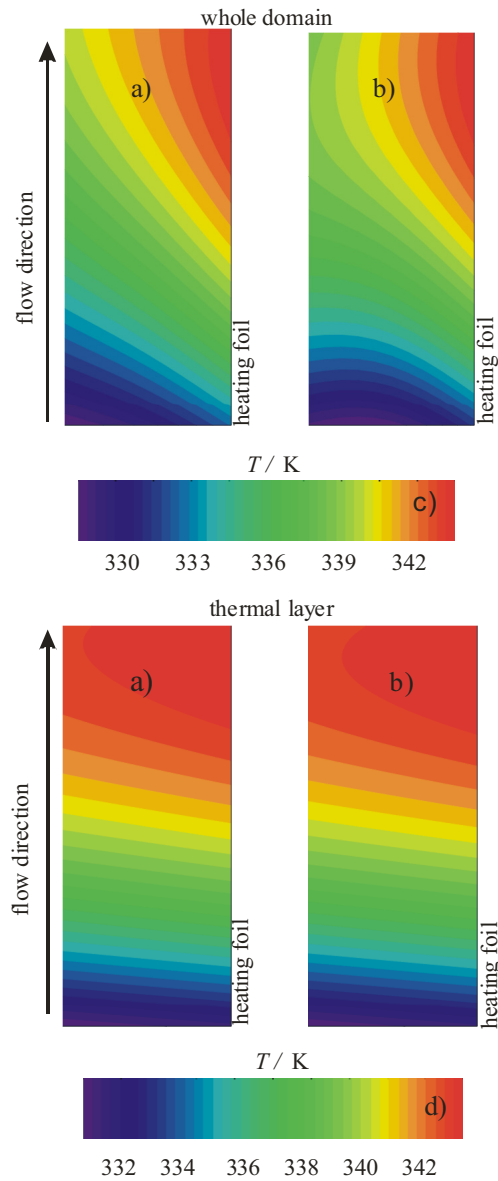 whole domain
a)
b)
flow direction
heating foil
heating foil
T / K
c)
330 333 336 339 342
thermal layer
a)
b)
flow direction
heating foil
heating foil
T / K
d)
332 334 336 338 340 342